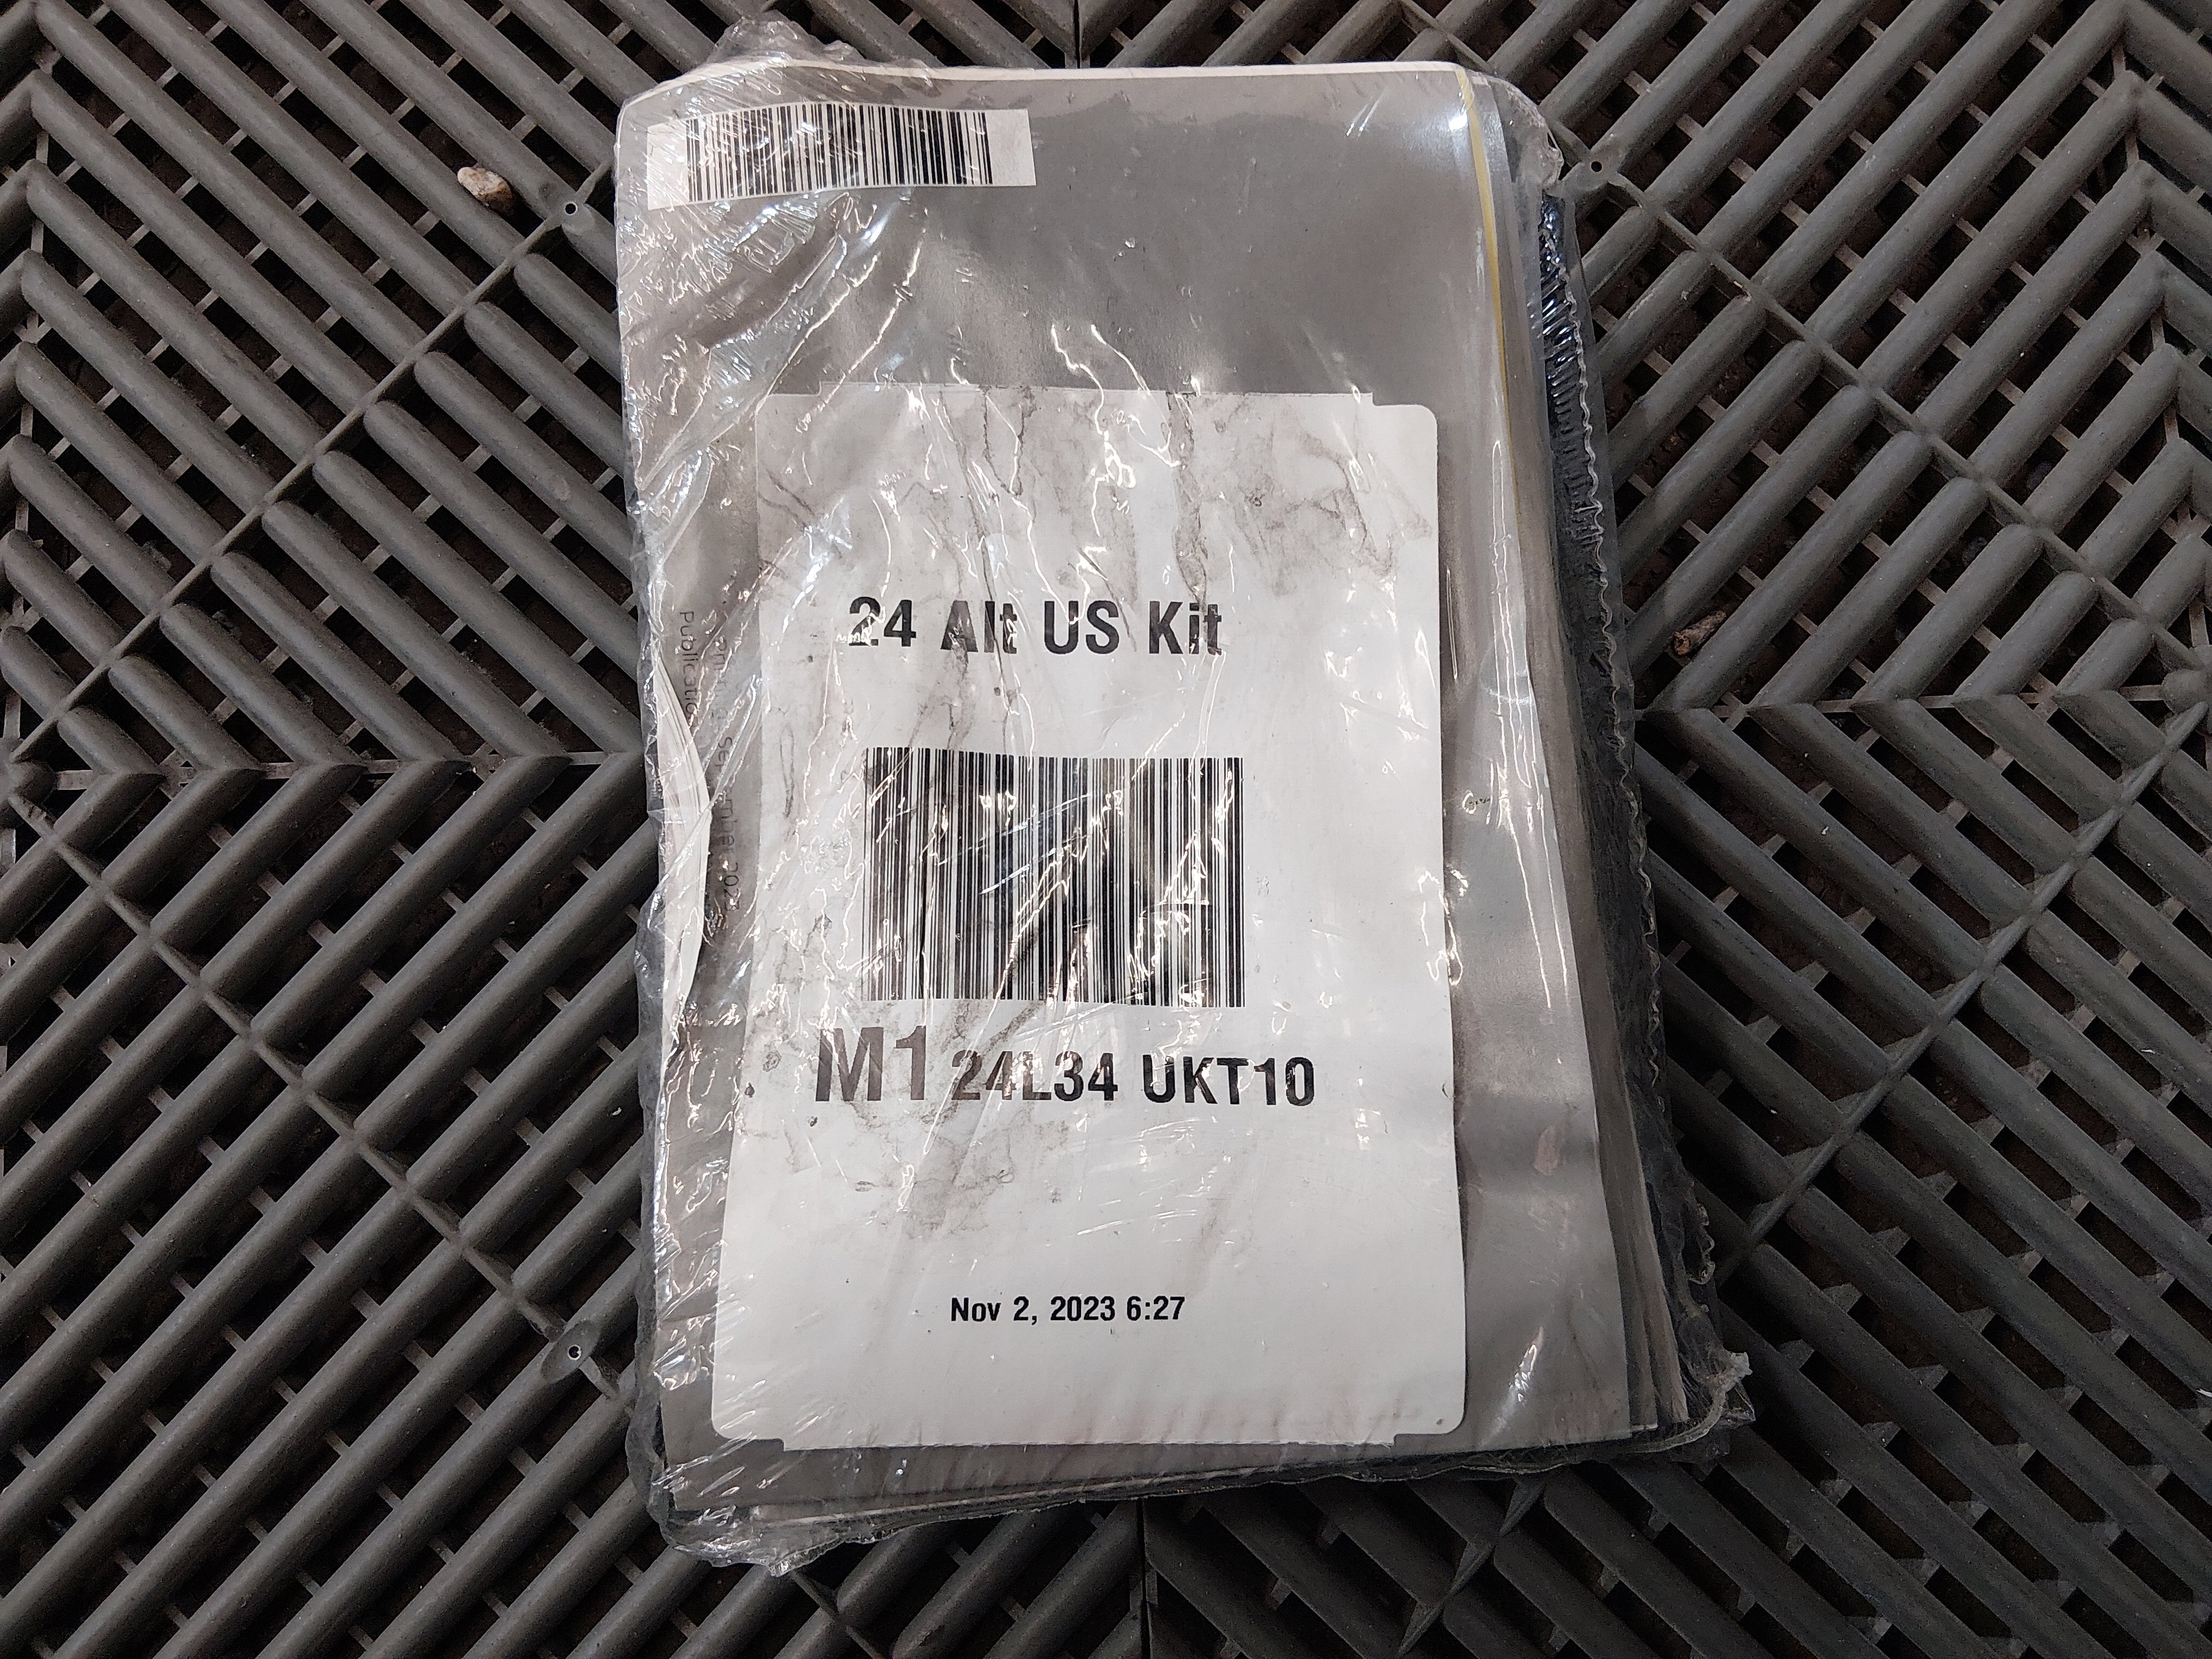 24 Alt US Kit
M1 24L34 UKT10
Nov 2, 2023 6:27